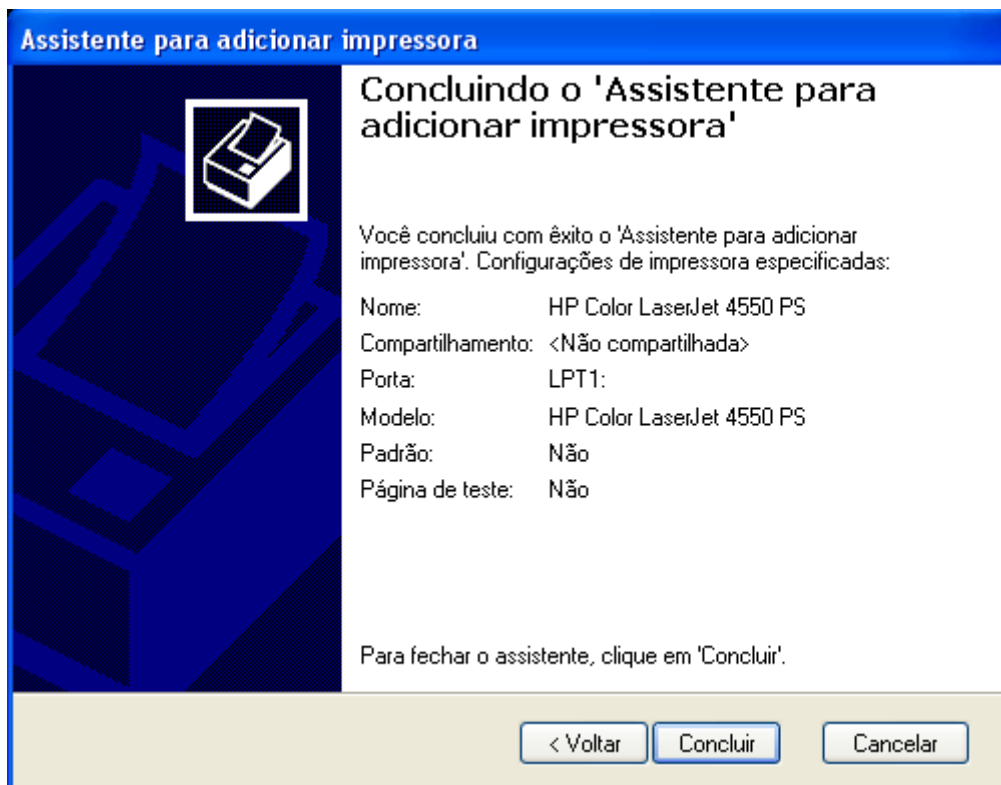 Assistente para adicionar impressora
Concluindo o 'Assistente para
adicionar impressora'
Você concluiu com êxito o 'Assistente para adicionar
impressora'. Configurações de impressora especificadas:
Nome: HP Color LaserJet 4550 PS
Compartilhamento: <Não compartilhada>
Porta: LPT1:
Modelo: HP Color LaserJet 4550 PS
Padrão: Não
Página de teste: Não
Para fechar o assistente, clique em 'Concluir'.
< Voltar Concluir Cancelar